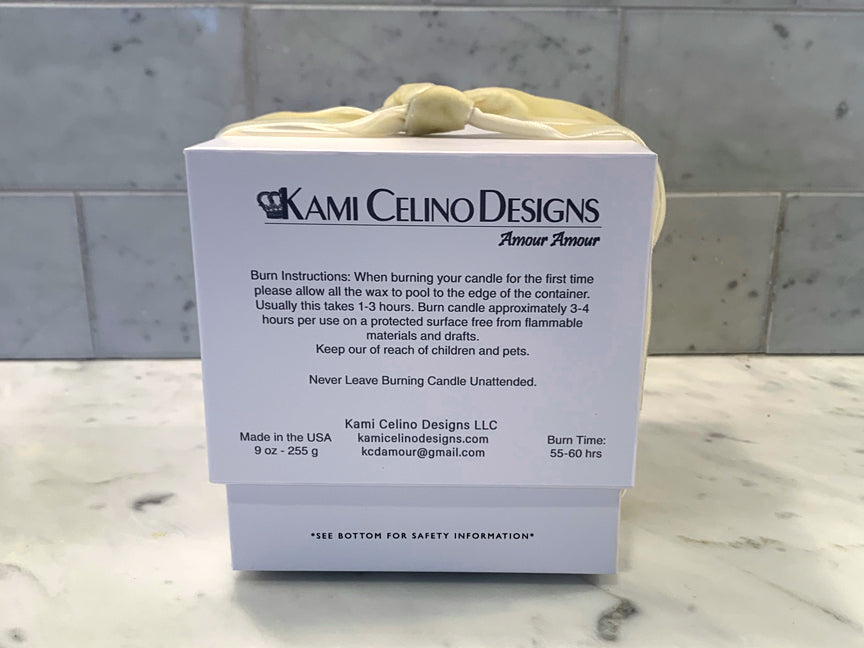 KAMI CELINO DESIGNS
Amour Amour
Burn Instructions: When burning your candle for the first time
please allow all the wax to pool to the edge of the container.
Usually this takes 1-3 hours. Burn candle approximately 3-4
hours per use on a protected surface free from flammable
materials and drafts.
Keep our of reach of children and pets.
Never Leave Burning Candle Unattended.
Kami Celino Designs LLC
Made in the USA kamicelinodesigns.com Burn Time:
9 oz - 255 g kcdamour@gmail.com 55-60 hrs
*SEE BOTTOM FOR SAFETY INFORMATION*